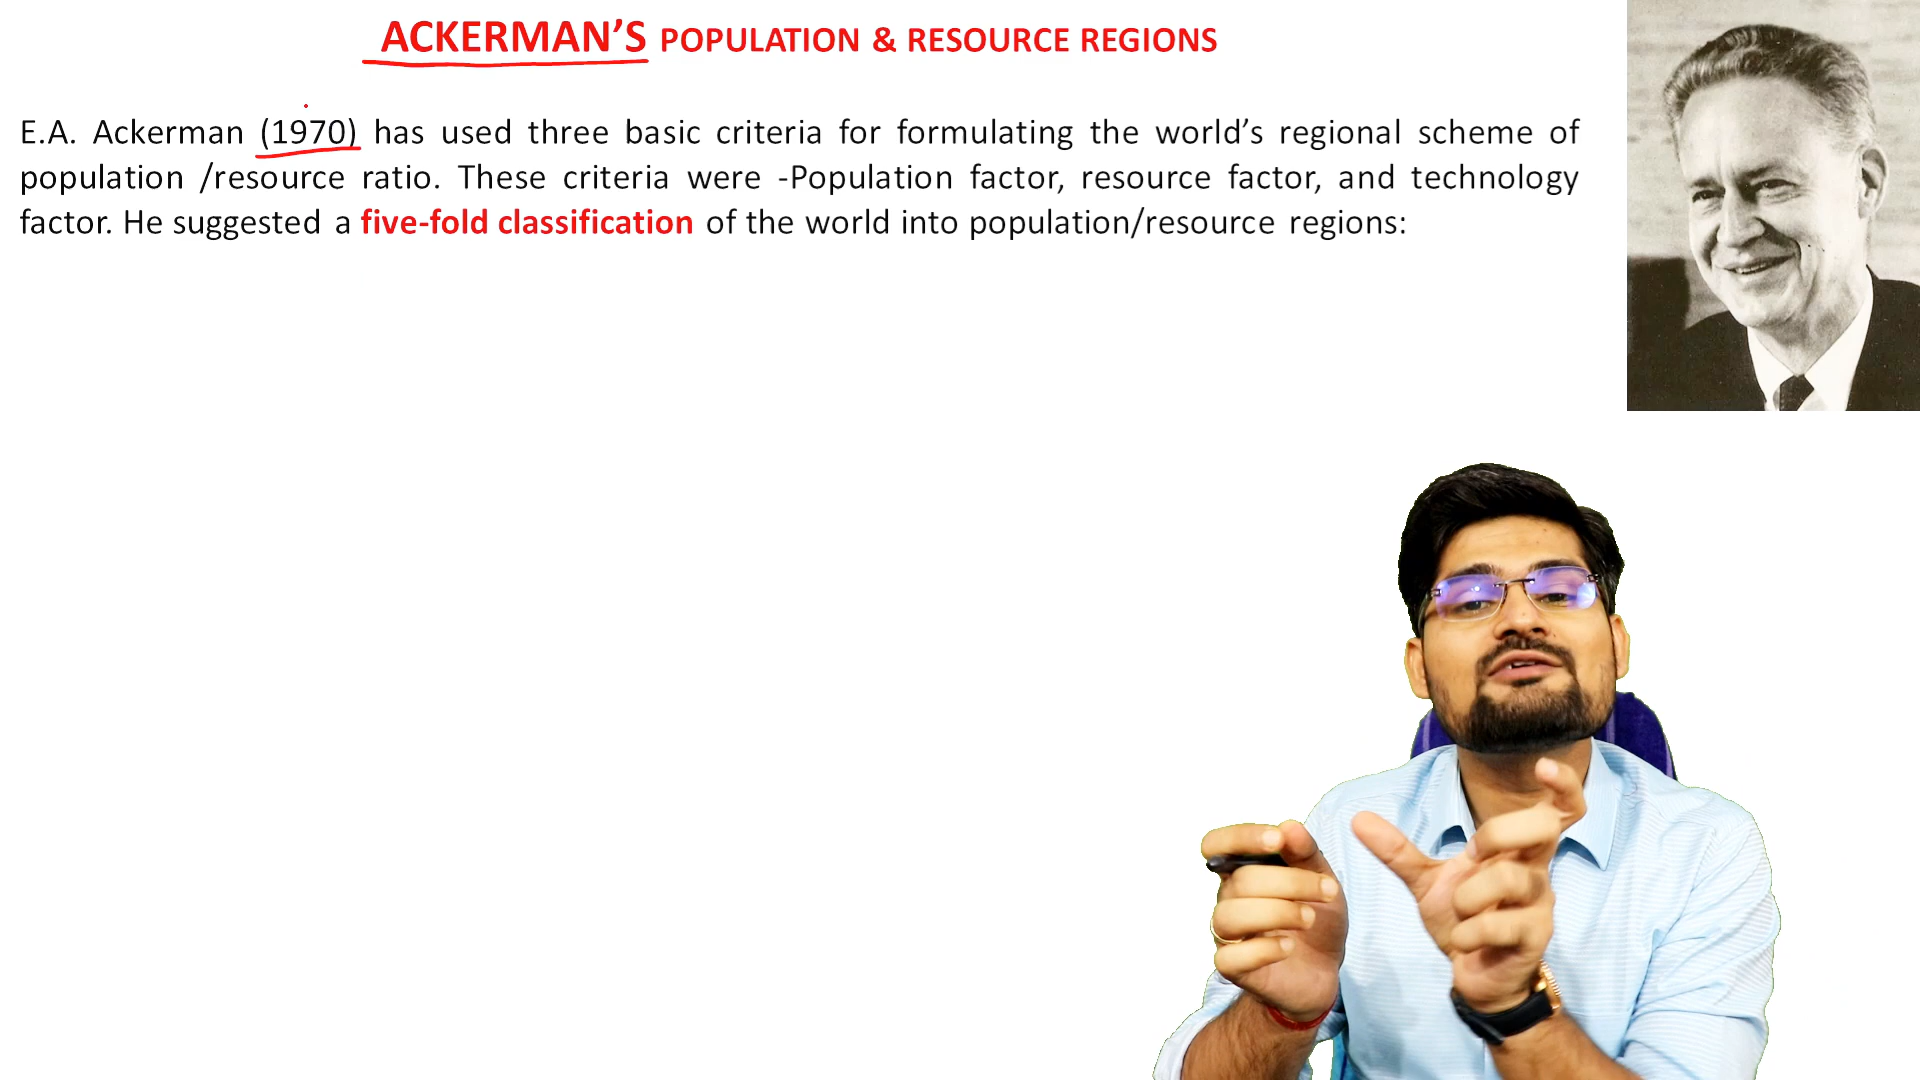 ACKERMAN’S POPULATION & RESOURCE REGIONS
E.A. Ackerman (1970) has used three basic criteria for formulating the world’s regional scheme of
population /resource ratio. These criteria were -Population factor, resource factor, and technology
factor. He suggested a five-fold classification of the world into population/resource regions: